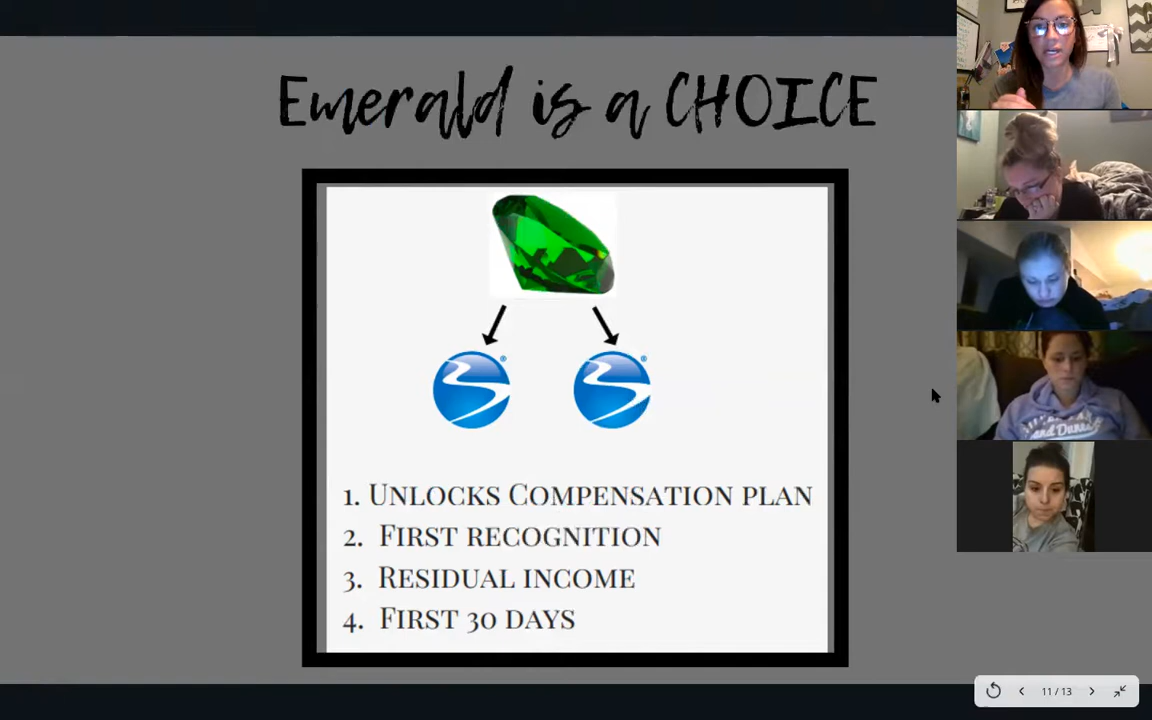 Emerald is a CHOICE
®
®
1. UNLOCKS COMPENSATION PLAN
2. FIRST RECOGNITION
3. RESIDUAL INCOME
4. FIRST 30 DAYS
11 / 13